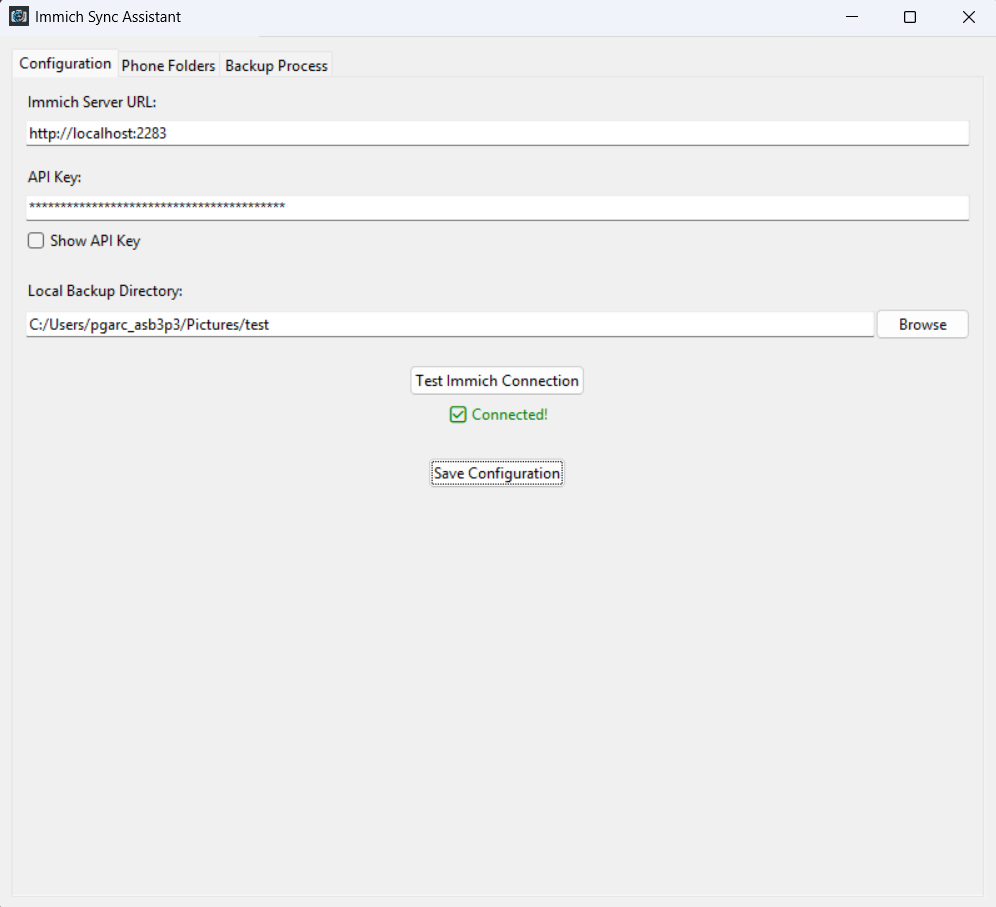 Immich Sync Assistant
Configuration Phone Folders Backup Process
Immich Server URL:
http://localhost:2283
API Key:
*****************************************
Show API Key
Local Backup Directory:
C:/Users/pgarc_asb3p3/Pictures/test Browse
Test Immich Connection
Connected!
Save Configuration